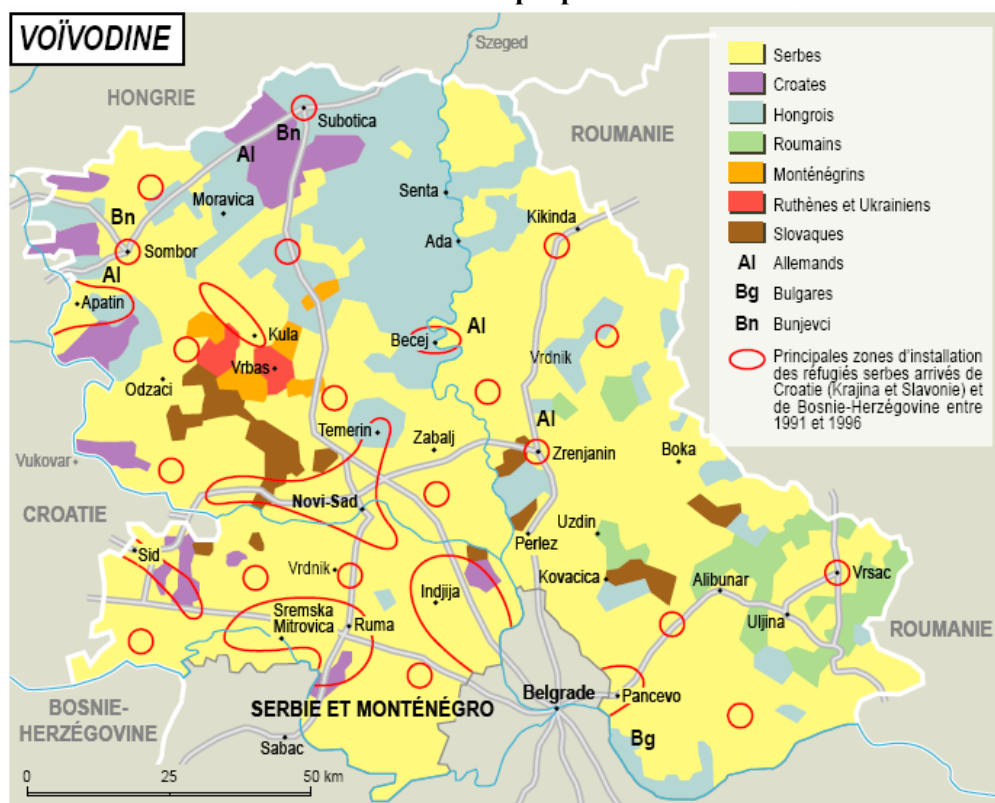 VOÏVODINE
Szeged
HONGRIE
ROUMANIE
Subotica
Bn
Al
Moravica
Senta
Kikinda
Bn
Sombor
Ada
Al
Apatin
Kula
Becej
Al
Vrdnik
Vrbas
Odzaci
Temerin
Zabalj
Al
Zrenjanin
Boka
Vukovar
CROATIE
Novi-Sad
Uzdin
Perlez
Sid
Vrdnik
Indjija
Kovacica
Alibunar
Vrsac
Sremska
Mitrovica
Ruma
Uljina
ROUMANIE
BOSNIE-
HERZÉGOVINE
SERBIE ET MONTÉNÉGRO
Belgrade
Pancevo
Sabac
Bg
0 25 50 km
Serbes
Croates
Hongrois
Roumains
Monténégrins
Ruthènes et Ukrainiens
Slovaques
Al Allemands
Bg Bulgares
Bn Bunjevci
Principales zones d'installation
des réfugiés serbes arrivés de
Croatie (Krajina et Slavonie) et
de Bosnie-Herzégovine entre
1991 et 1996